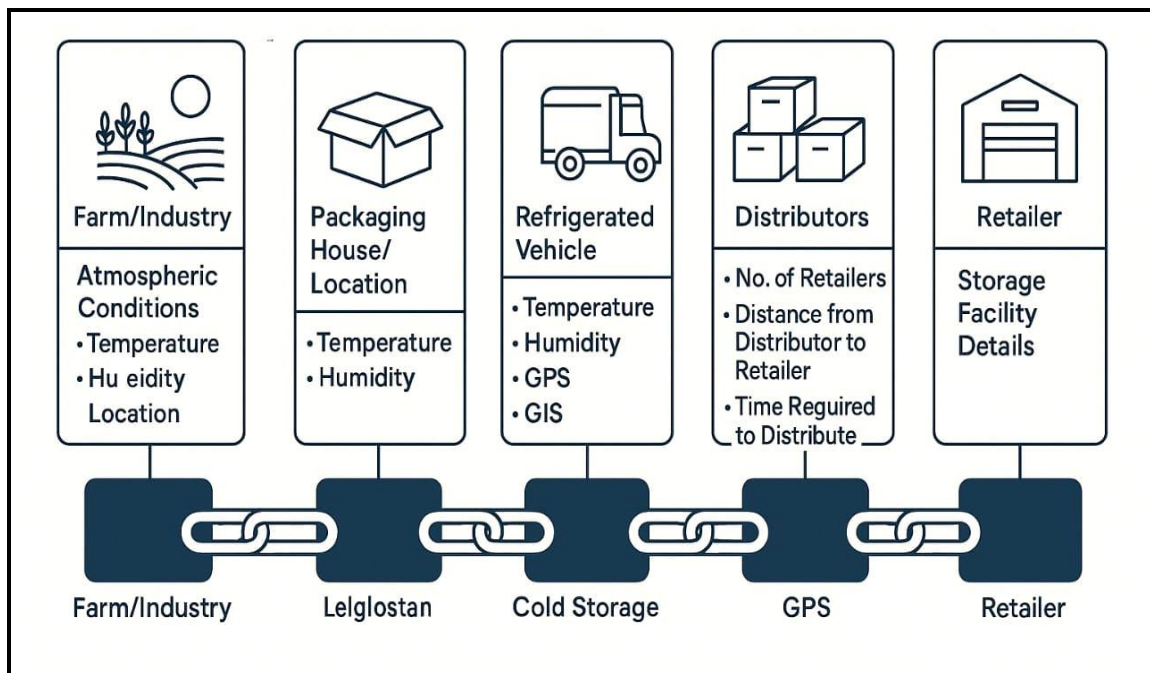 Farm/Industry
Atmospheric
Conditions
• Temperature
• Hu eidity
Location
Packaging
House/
Location
• Temperature
• Humidity
Refrigerated
Vehicle
• Temperature
• Humidity
• GPS
• GIS
Distributors
• No. of Retailers
• Distance from
Distributor to
Retailer
• Time Reguired
to Distribute
Retailer
Storage
Facility
Details
Farm/Industry
Lelglostan
Cold Storage
GPS
Retailer